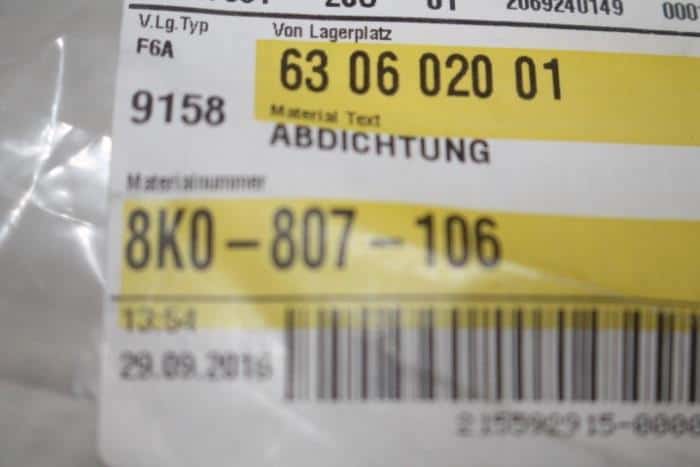 2069240149
V.Lg.Typ Von Lagerplatz
F6A 63 06 020 01
9158 Material Text
ABDICHTUNG
Materialnummer
8K0-807-106
13:54
29.09.2016